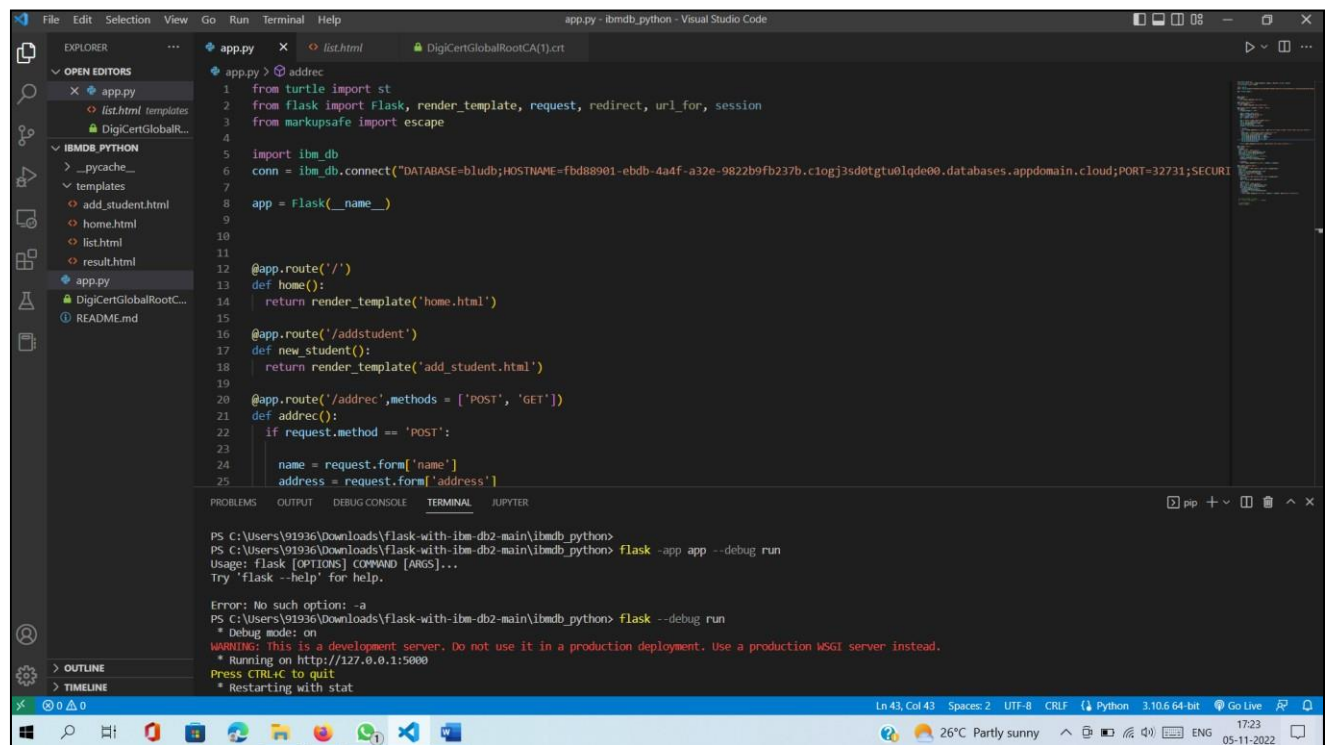 File Edit Selection View Go Run Terminal Help app.py - ibmdb_python - Visual Studio Code
EXPLORER ...
OPEN EDITORS
app.py
list.html templates
DigiCertGlobalR...
IBMDB_PYTHON
__pycache__
templates
add_student.html
home.html
list.html
result.html
app.py
DigiCertGlobalRootC...
README.md
OUTLINE
TIMELINE
app.py list.html DigiCertGlobalRootCA(1).crt
app.py > addrec
1 from turtle import st
2 from flask import Flask, render_template, request, redirect, url_for, session
3 from markupsafe import escape
4
5 import ibm_db
6 conn = ibm_db.connect("DATABASE=bludb;HOSTNAME=fbd88901-ebdb-4a4f-a32e-9822b9fb237b.c1ogj3sd0tgtu0lqde00.databases.appdomain.cloud;PORT=32731;SECURI
7
8 app = Flask(__name__)
9
10
11
12 @app.route('/')
13 def home():
14 return render_template('home.html')
15
16 @app.route('/addstudent')
17 def new_student():
18 return render_template('add_student.html')
19
20 @app.route('/addrec',methods = ['POST', 'GET'])
21 def addrec():
22 if request.method == 'POST':
23
24 name = request.form['name']
25 address = request.form['address']
PROBLEMS OUTPUT DEBUG CONSOLE TERMINAL JUPYTER pip
PS C:\Users\91936\Downloads\flask-with-ibm-db2-main\ibmdb_python>
PS C:\Users\91936\Downloads\flask-with-ibm-db2-main\ibmdb_python> flask -app app --debug run
Usage: flask [OPTIONS] COMMAND [ARGS]...
Try 'flask --help' for help.
Error: No such option: -a
PS C:\Users\91936\Downloads\flask-with-ibm-db2-main\ibmdb_python> flask --debug run
* Debug mode: on
WARNING: This is a development server. Do not use it in a production deployment. Use a production WSGI server instead.
* Running on http://127.0.0.1:5000
Press CTRL+C to quit
* Restarting with stat
0 0 Ln 43, Col 43 Spaces: 2 UTF-8 CRLF Python 3.10.6 64-bit Go Live
1 26°C Partly sunny ENG 17:23
05-11-2022